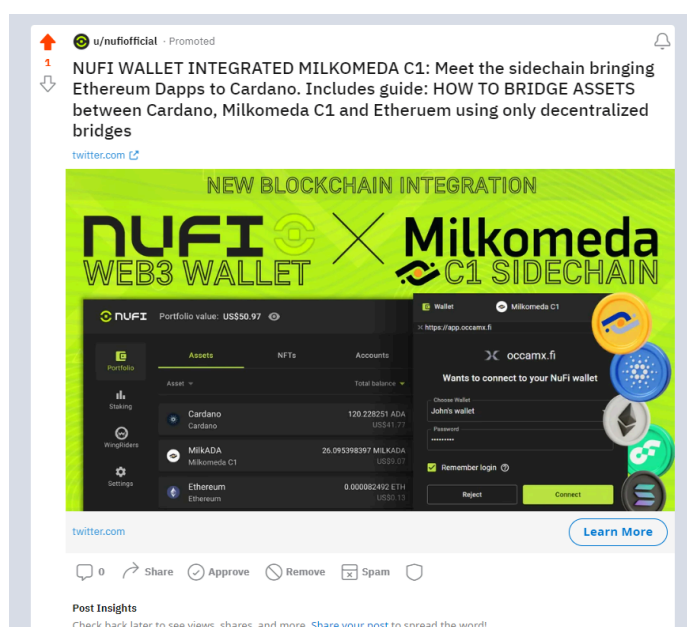 u/nufiofficial · Promoted
1
NUFI WALLET INTEGRATED MILKOMEDA C1: Meet the sidechain bringing
Ethereum Dapps to Cardano. Includes guide: HOW TO BRIDGE ASSETS
between Cardano, Milkomeda C1 and Etheruem using only decentralized
bridges
twitter.com
NEW BLOCKCHAIN INTEGRATION
NUFI
WEB3 WALLET
Milkomeda
C1 SIDECHAIN
NUFI Portfolio value: US$50.97
Portfolio
Staking
WingRiders
Settings
Assets NFTs Accounts
Asset Total balance
Cardano 120.228251 ADA
Cardano US$41.77
MilkADA 26.095398397 MILKADA
Milkomeda C1 US$9.07
Ethereum 0.000082492 ETH
Ethereum US$0.13
Wallet Milkomeda C1
https://app.occamx.fi
occamx.fi
Wants to connect to your NuFi wallet
Choose Wallet
John's wallet
Password
•••••••••
Remember login
Reject Connect
twitter.com Learn More
0 Share Approve Remove Spam
Post Insights
Check back later to see views, shares, and more. Share your post to spread the word!